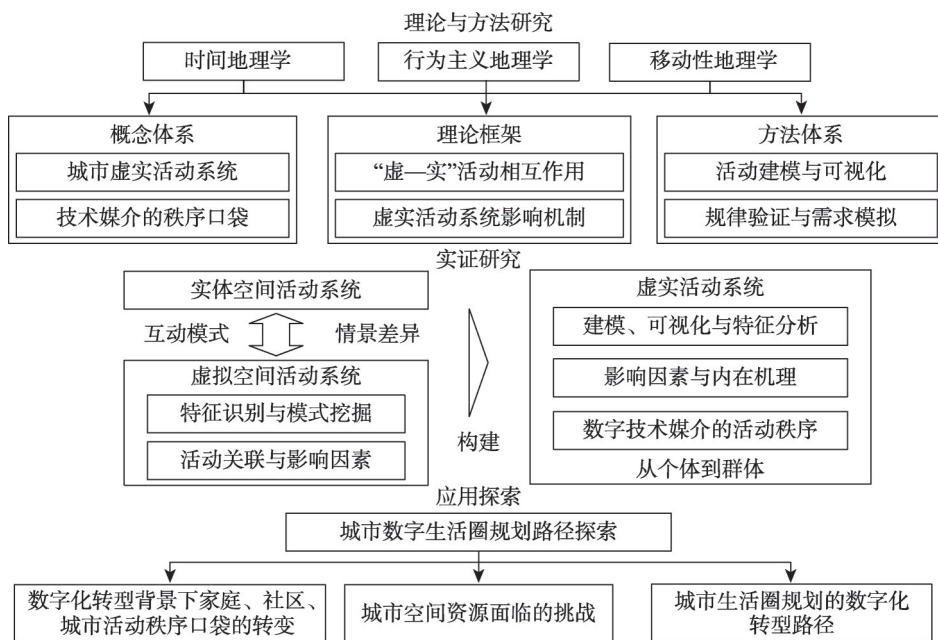 理论与方法研究
时间地理学
行为主义地理学
移动性地理学
概念体系
城市虚实活动系统
技术媒介的秩序口袋
理论框架
“虚—实”活动相互作用
虚实活动系统影响机制
方法体系
活动建模与可视化
规律验证与需求模拟
实证研究
实体空间活动系统
互动模式
情景差异
虚拟空间活动系统
特征识别与模式挖掘
活动关联与影响因素
构建
虚实活动系统
建模、可视化与特征分析
影响因素与内在机理
数字技术媒介的活动秩序
从个体到群体
应用探索
城市数字生活圈规划路径探索
数字化转型背景下家庭、社区、
城市活动秩序口袋的转变
城市空间资源面临的挑战
城市生活圈规划的数字化
转型路径